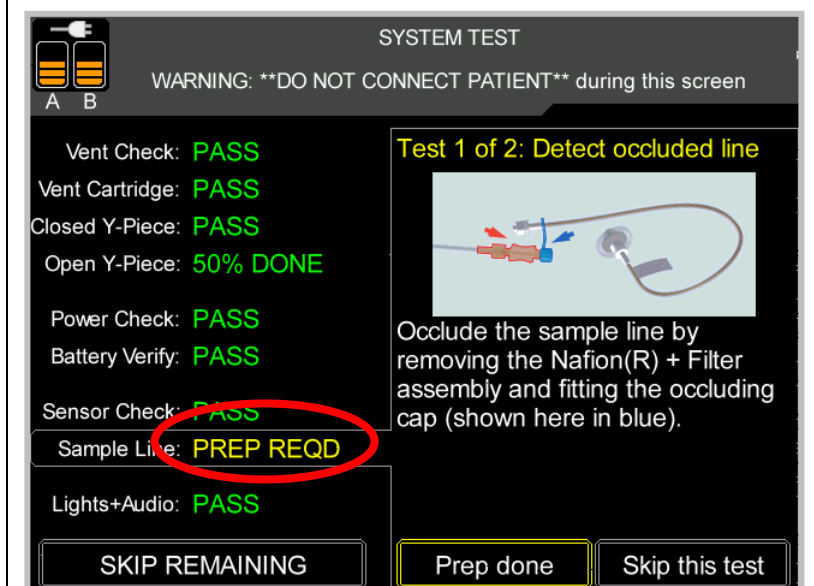 SYSTEM TEST
WARNING: **DO NOT CONNECT PATIENT** during this screen
A B
Vent Check: PASS
Vent Cartridge: PASS
Closed Y-Piece: PASS
Open Y-Piece: 50% DONE
Power Check: PASS
Battery Verify: PASS
Sensor Check: PASS
Sample Line: PREP REQD
Lights+Audio: PASS
SKIP REMAINING
Test 1 of 2: Detect occluded line
Occlude the sample line by
removing the Nafion(R) + Filter
assembly and fitting the occluding
cap (shown here in blue).
Prep done
Skip this test